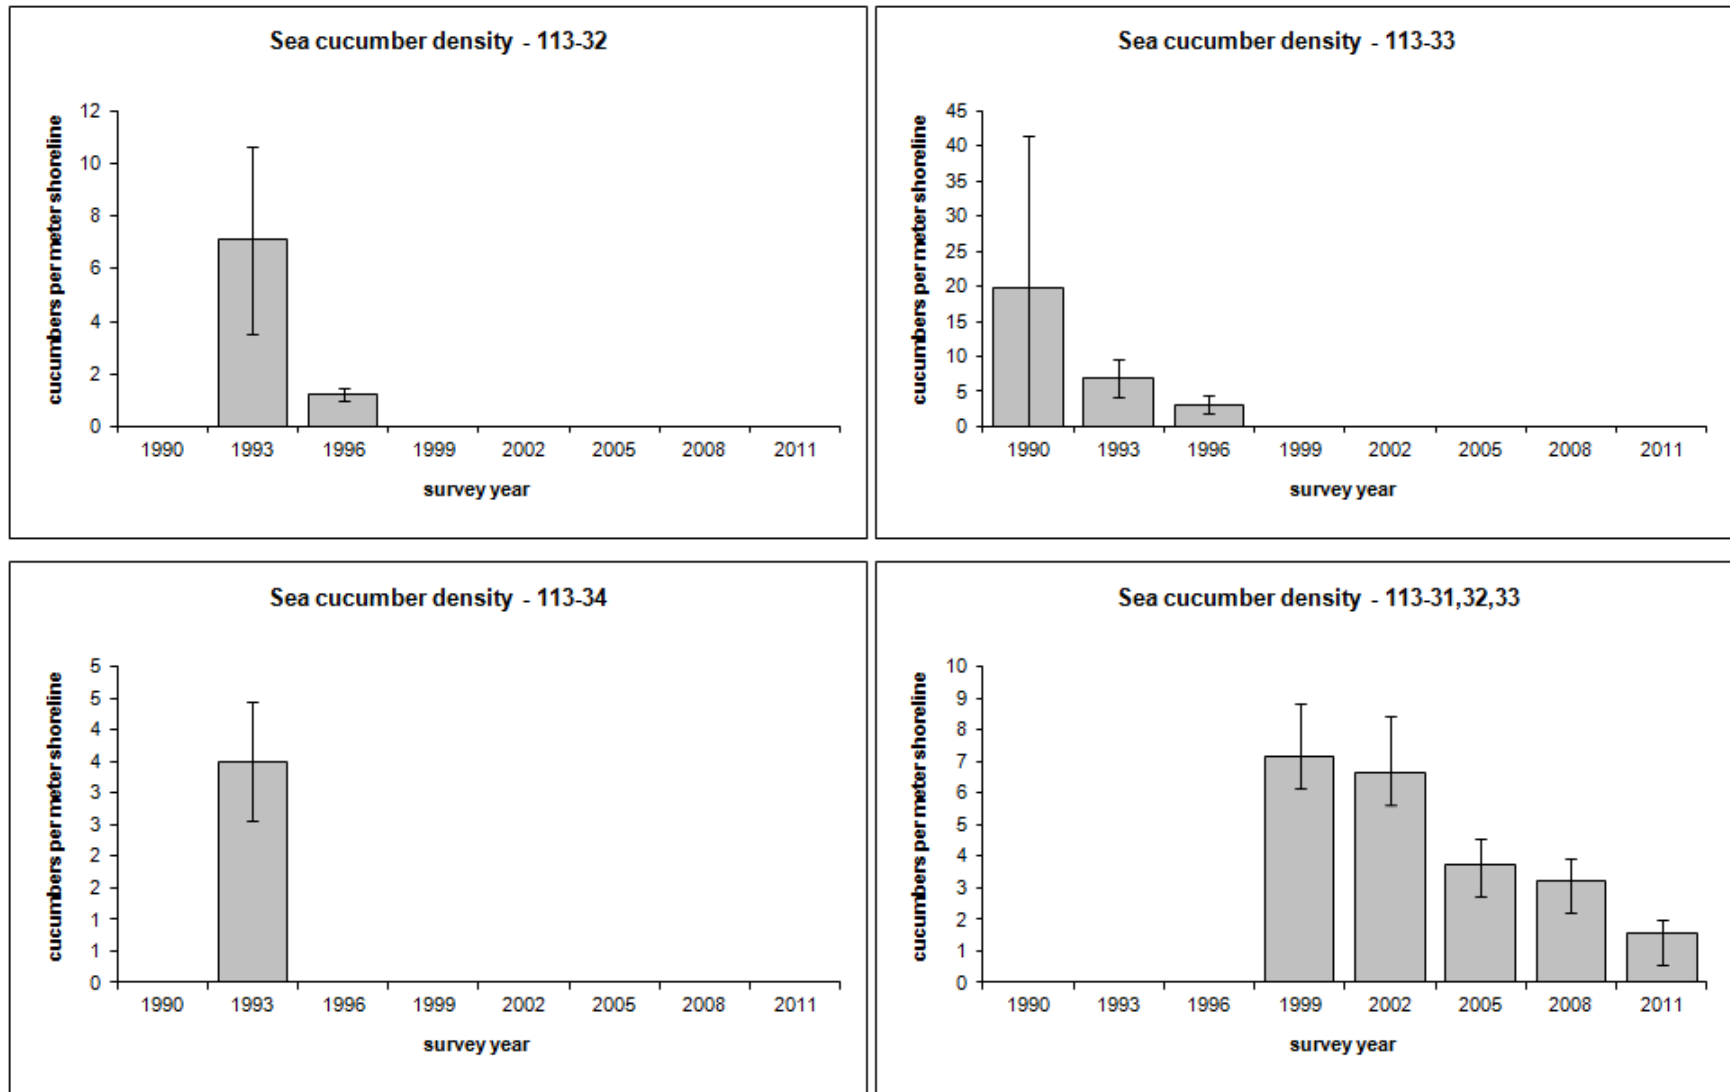 Sea cucumber density - 113-32
cucumbers per meter shoreline
12
10
8
6
4
2
0
1990 1993 1996 1999 2002 2005 2008 2011
survey year
Sea cucumber density - 113-33
cucumbers per meter shoreline
45
40
35
30
25
20
15
10
5
0
1990 1993 1996 1999 2002 2005 2008 2011
survey year
Sea cucumber density - 113-34
cucumbers per meter shoreline
5
5
4
4
3
3
2
2
1
1
0
1990 1993 1996 1999 2002 2005 2008 2011
survey year
Sea cucumber density - 113-31,32,33
cucumbers per meter shoreline
10
9
8
7
6
5
4
3
2
1
0
1990 1993 1996 1999 2002 2005 2008 2011
survey year